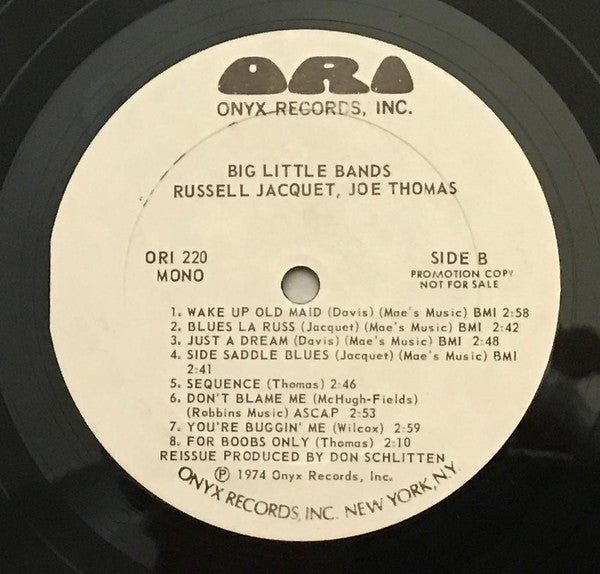 ORI
ONYX RECORDS, INC.
BIG LITTLE BANDS
RUSSELL JACQUET, JOE THOMAS
ORI 220
MONO
SIDE B
PROMOTION COPY
NOT FOR SALE
1. WAKE UP OLD MAID (Davis) (Mae's Music) BMI 2:58
2. BLUES LA RUSS (Jacquet) (Mae's Music) BMI 2:42
3. JUST A DREAM (Davis) (Mae's Music) BMI 2:48
4. SIDE SADDLE BLUES (Jacquet) (Mae's Music) BMI
2:41
5. SEQUENCE (Thomas) 2:46
6. DON'T BLAME ME (McHugh-Fields)
(Robbins Music) ASCAP 2:53
7. YOU'RE BUGGIN' ME (Wilcox) 2:59
8. FOR BOOBS ONLY (Thomas) 2:10
REISSUE PRODUCED BY DON SCHLITTEN
℗ 1974 Onyx Records, Inc.
ONYX RECORDS, INC. NEW YORK, N.Y.